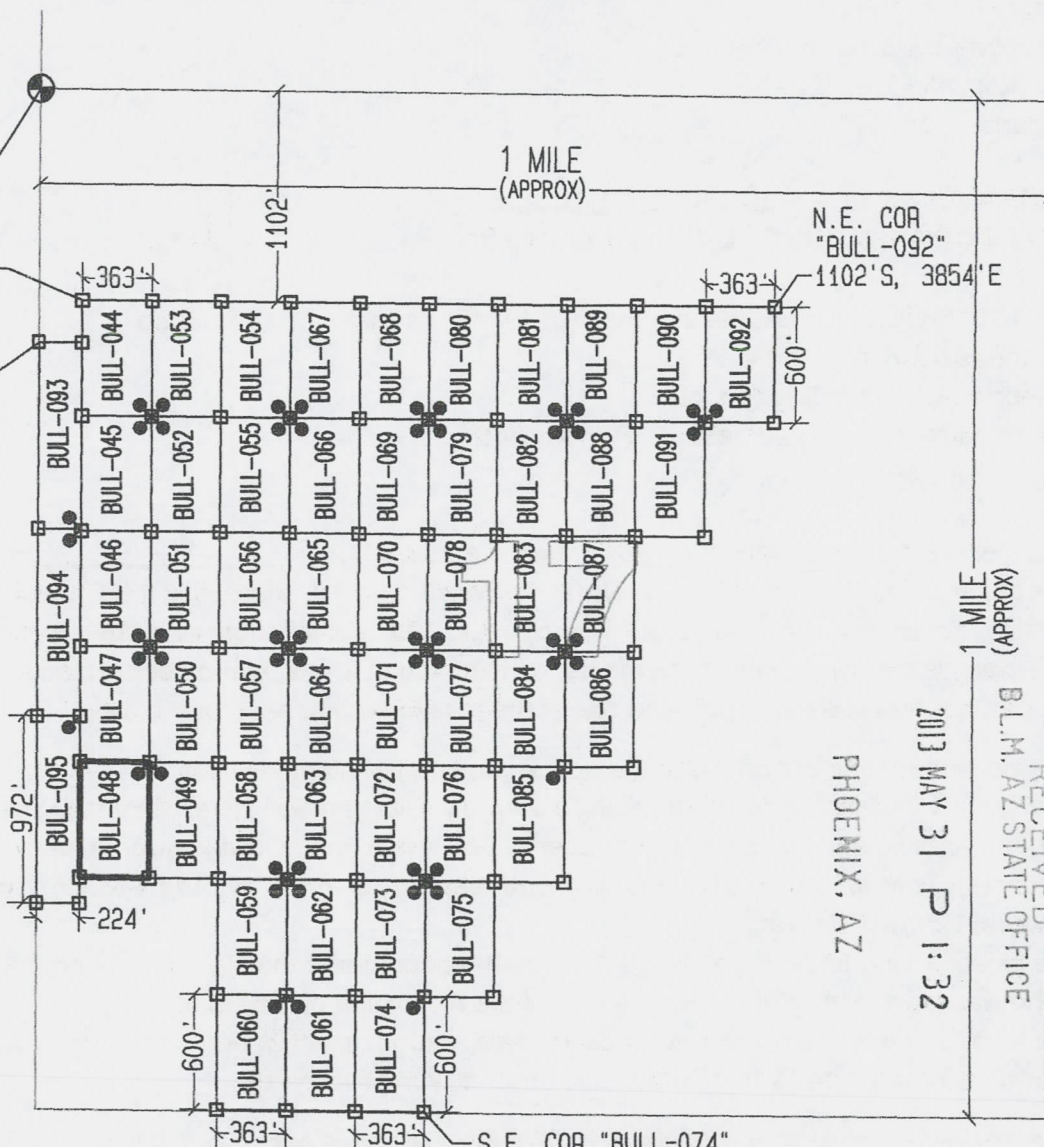 1 MILE
(APPROX)
1102'
N.E. COR
"BULL-092"
1102'S, 3854'E
363'
363'
600'
BULL-044
BULL-053
BULL-054
BULL-067
BULL-068
BULL-080
BULL-081
BULL-089
BULL-090
BULL-092
BULL-093
BULL-045
BULL-052
BULL-055
BULL-066
BULL-069
BULL-079
BULL-082
BULL-088
BULL-091
BULL-094
BULL-046
BULL-051
BULL-056
BULL-065
BULL-070
BULL-078
BULL-083
BULL-087
BULL-047
BULL-050
BULL-057
BULL-064
BULL-071
BULL-077
BULL-084
BULL-086
972'
BULL-095
BULL-048
BULL-049
BULL-058
BULL-063
BULL-072
BULL-076
BULL-085
224'
BULL-059
BULL-062
BULL-073
BULL-075
600'
BULL-060
BULL-061
BULL-074
600'
363'
363'
S.E. COR "BULL-074"
1 MILE
(APPROX)
RECEIVED
B.L.M. AZ STATE OFFICE
2013 MAY 31 P 1:32
PHOENIX, AZ